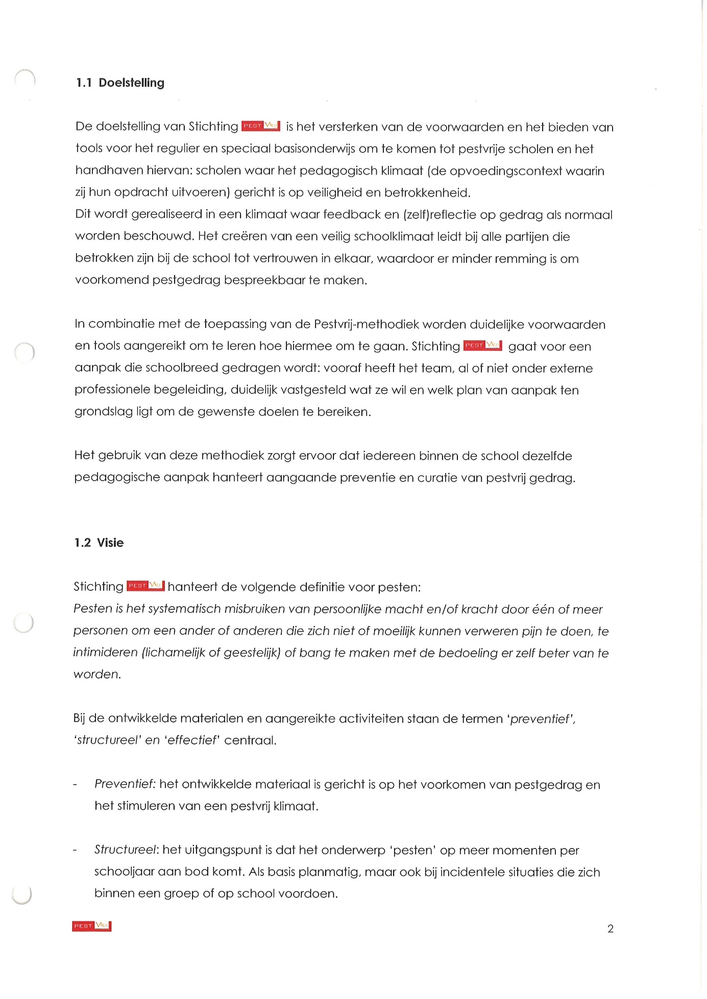 1.1 Doelstelling
De doelstelling van Stichting PEST VRIJ is het versterken van de voorwaarden en het bieden van
tools voor het regulier en speciaal basisonderwijs om te komen tot pestvrije scholen en het
handhaven hiervan: scholen waar het pedagogisch klimaat (de opvoedingscontext waarin
zij hun opdracht uitvoeren) gericht is op veiligheid en betrokkenheid.
Dit wordt gerealiseerd in een klimaat waar feedback en (zelf)reflectie op gedrag als normaal
worden beschouwd. Het creëren van een veilig schoolklimaat leidt bij alle partijen die
betrokken zijn bij de school tot vertrouwen in elkaar, waardoor er minder remming is om
voorkomend pestgedrag bespreekbaar te maken.
In combinatie met de toepassing van de Pestvrij-methodiek worden duidelijke voorwaarden
en tools aangereikt om te leren hoe hiermee om te gaan. Stichting PEST VRIJ gaat voor een
aanpak die schoolbreed gedragen wordt: vooraf heeft het team, al of niet onder externe
professionele begeleiding, duidelijk vastgesteld wat ze wil en welk plan van aanpak ten
grondslag ligt om de gewenste doelen te bereiken.
Het gebruik van deze methodiek zorgt ervoor dat iedereen binnen de school dezelfde
pedagogische aanpak hanteert aangaande preventie en curatie van pestvrij gedrag.
1.2 Visie
Stichting PEST VRIJ hanteert de volgende definitie voor pesten:
Pesten is het systematisch misbruiken van persoonlijke macht en/of kracht door één of meer
personen om een ander of anderen die zich niet of moeilijk kunnen verweren pijn te doen, te
intimideren (lichamelijk of geestelijk) of bang te maken met de bedoeling er zelf beter van te
worden.
Bij de ontwikkelde materialen en aangereikte activiteiten staan de termen ‘preventief’,
‘structureel’ en ‘effectief’ centraal.
- Preventief: het ontwikkelde materiaal is gericht is op het voorkomen van pestgedrag en
het stimuleren van een pestvrij klimaat.
- Structureel: het uitgangspunt is dat het onderwerp ‘pesten’ op meer momenten per
schooljaar aan bod komt. Als basis planmatig, maar ook bij incidentele situaties die zich
binnen een groep of op school voordoen.
PEST VRIJ 2